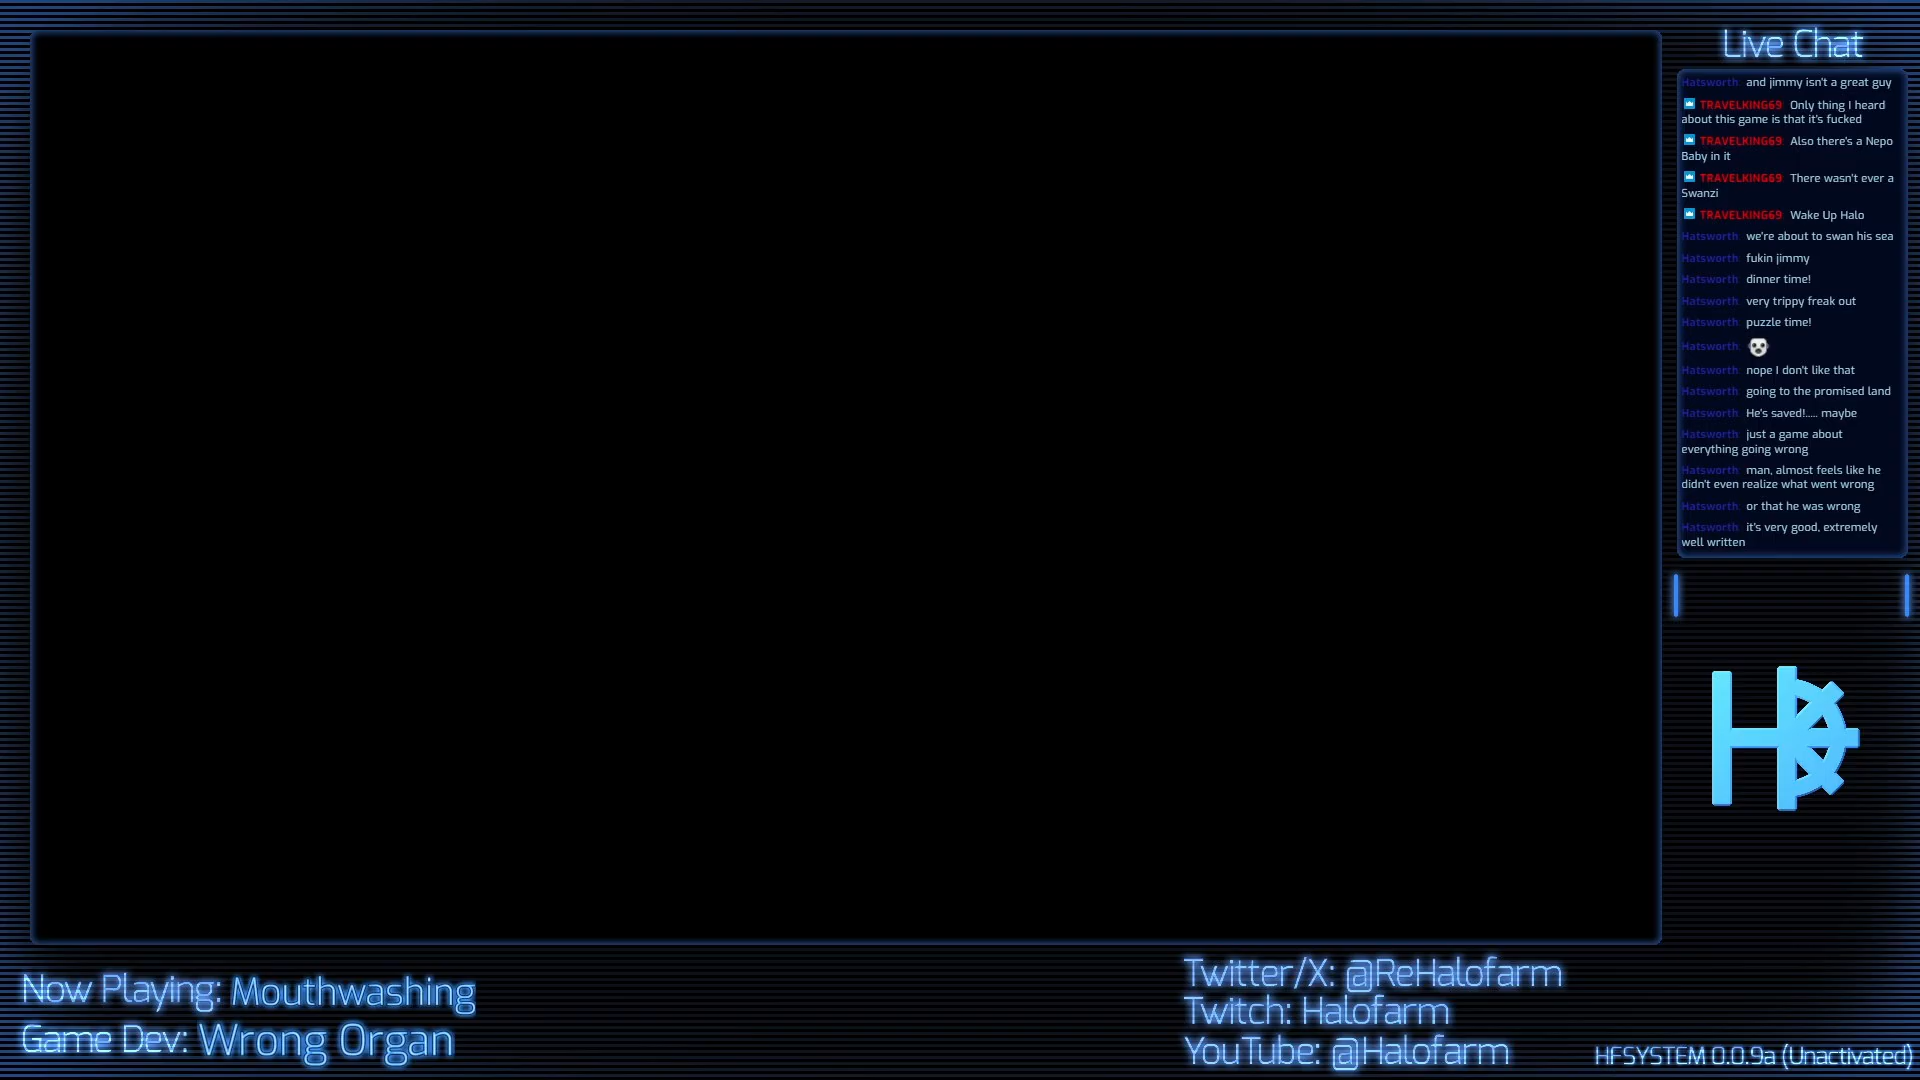 Live Chat
Hatsworth: and jimmy isn't a great guy
TRAVELKING69: Only thing I heard
about this game is that it's fucked
TRAVELKING69: Also there's a Nepo
Baby in it
TRAVELKING69: There wasn't ever a
Swanzi
TRAVELKING69: Wake Up Halo
Hatsworth: we're about to swan his sea
Hatsworth: fukin jimmy
Hatsworth: dinner time!
Hatsworth: very trippy freak out
Hatsworth: puzzle time!
Hatsworth:
Hatsworth: nope I don't like that
Hatsworth: going to the promised land
Hatsworth: He's saved!..... maybe
Hatsworth: just a game about
everything going wrong
Hatsworth: man, almost feels like he
didn't even realize what went wrong
Hatsworth: or that he was wrong
Hatsworth: it's very good, extremely
well written
Now Playing: Mouthwashing
Game Dev: Wrong Organ
Twitter/X: @ReHalofarm
Twitch: Halofarm
YouTube: @Halofarm
HFSYSTEM 0.0.9a (Unactivated)